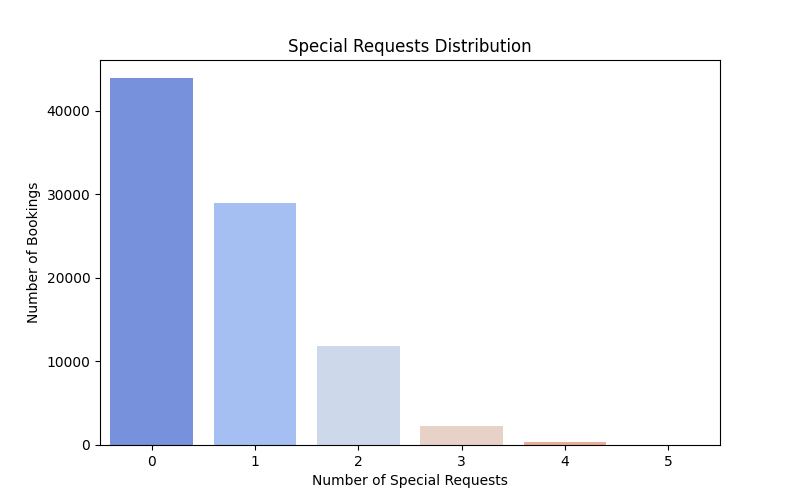 Special Requests Distribution
Number of Bookings
40000
30000
20000
10000
0
0 1 2 3 4 5
Number of Special Requests